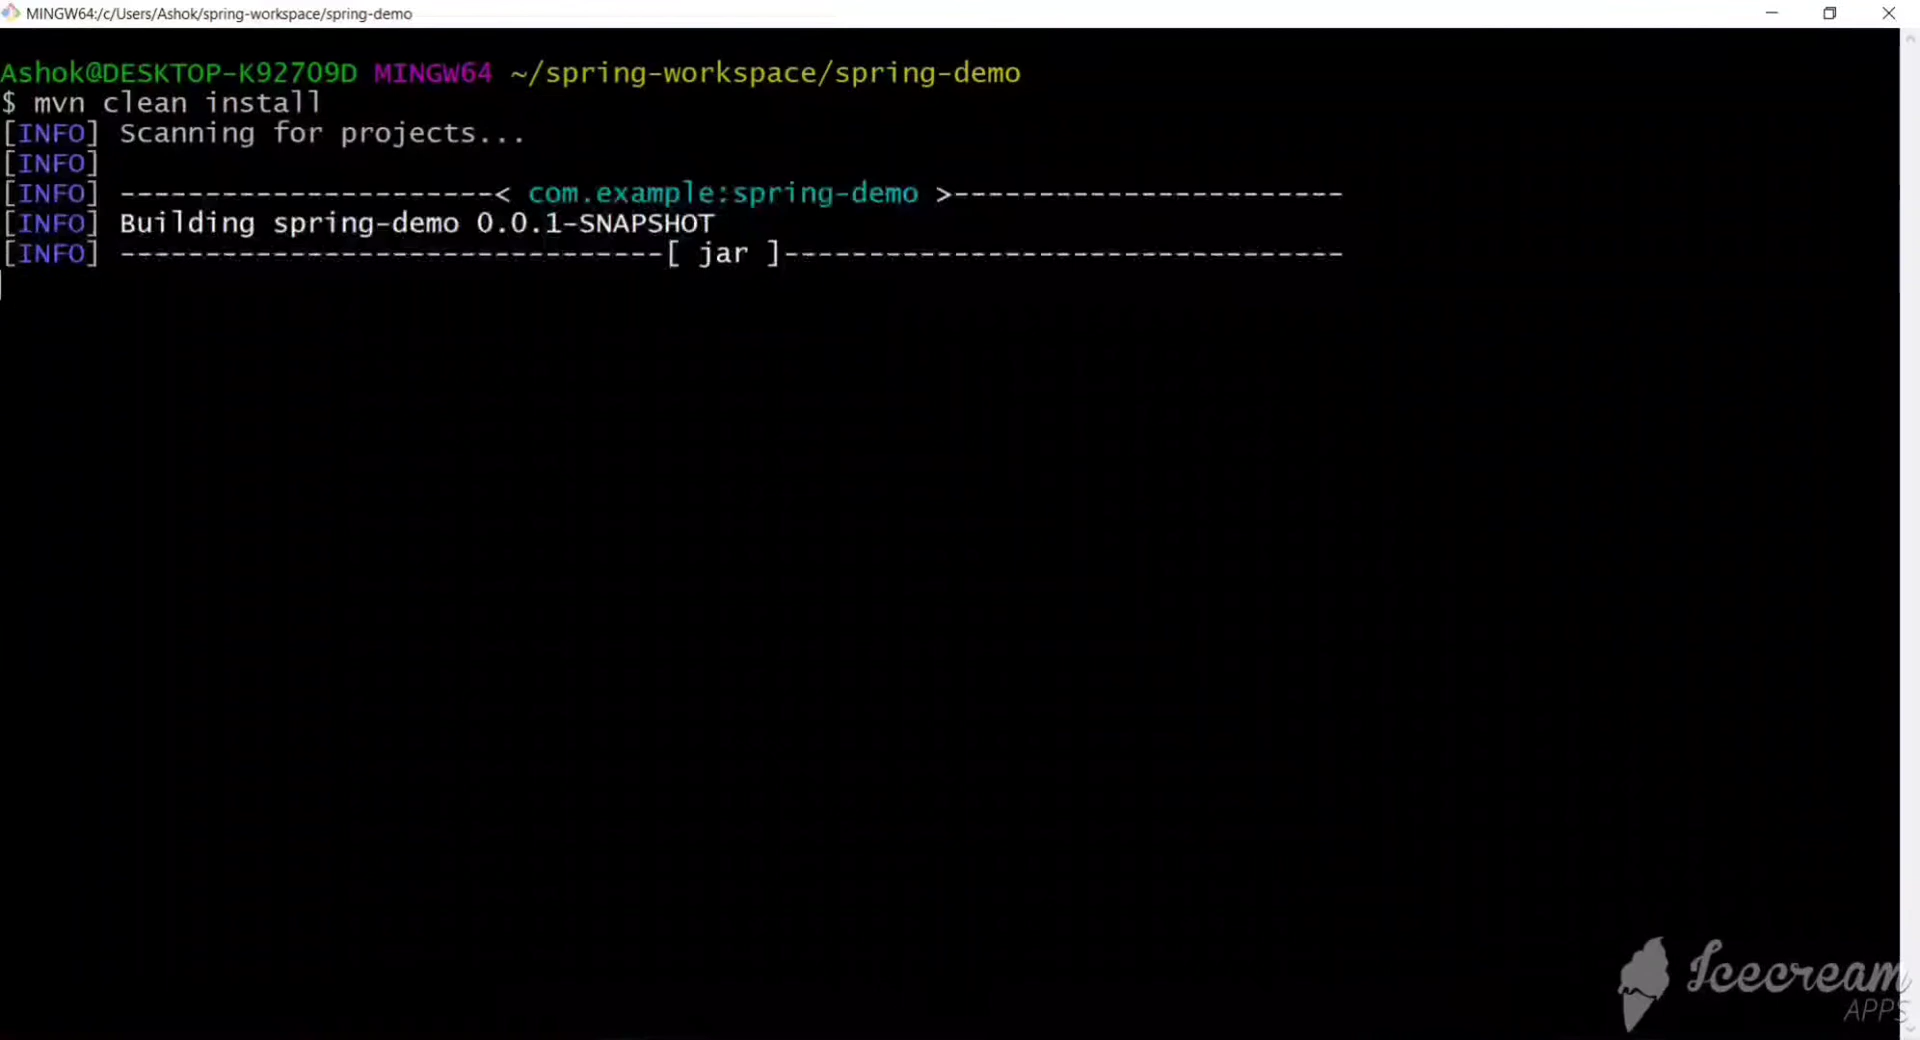 MINGW64:/c/Users/Ashok/spring-workspace/spring-demo
Ashok@DESKTOP-K927O9D MINGW64 ~/spring-workspace/spring-demo
$ mvn clean install
[INFO] Scanning for projects...
[INFO]
[INFO] ----------------------< com.example:spring-demo >-----------------------
[INFO] Building spring-demo 0.0.1-SNAPSHOT
[INFO] --------------------------------[ jar ]---------------------------------
Icecream
APPS